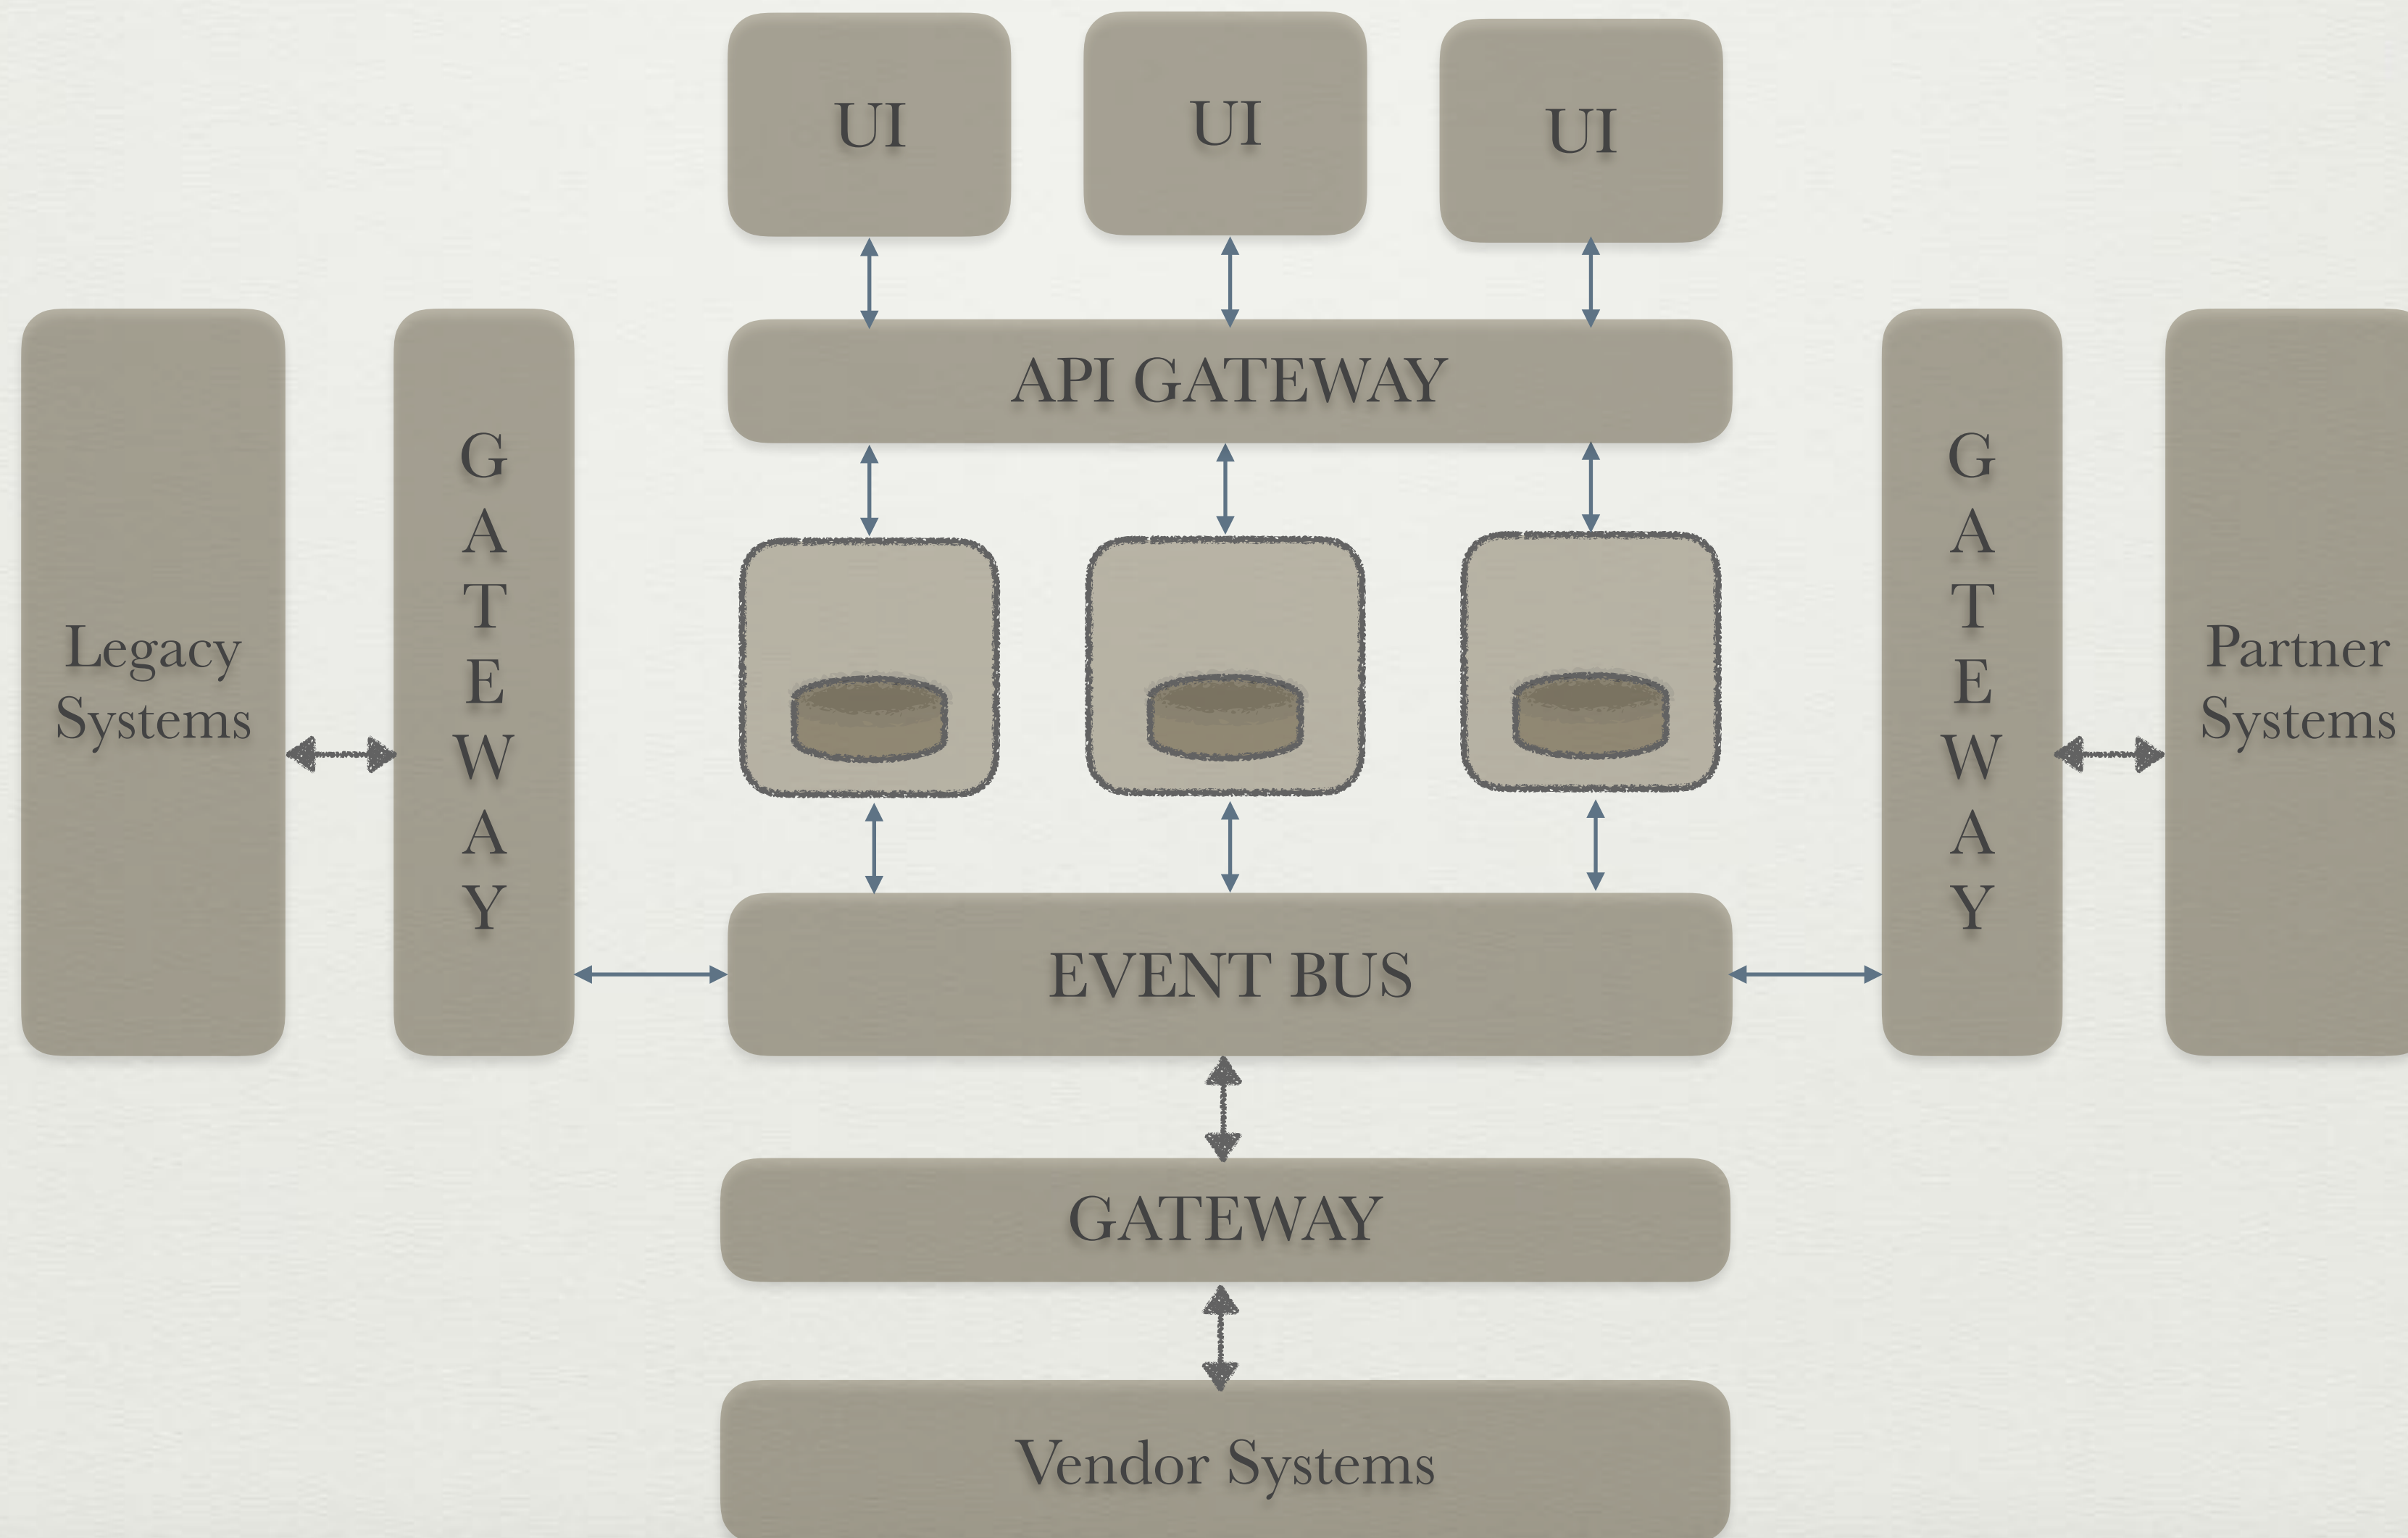 UI
UI
UI
API GATEWAY
Legacy
Systems
G
A
T
E
W
A
Y
G
A
T
E
W
A
Y
Partner
Systems
EVENT BUS
GATEWAY
Vendor Systems